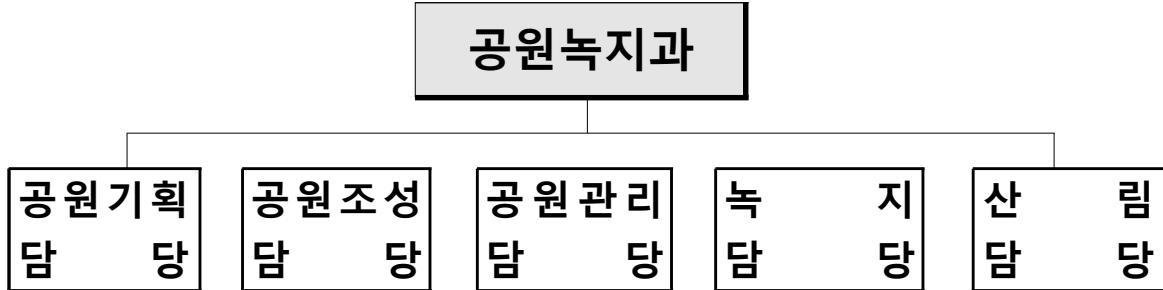 공원녹지과
공원기획
담 당
공원조성
담 당
공원관리
담 당
녹 지
담 당
산 림
담 당